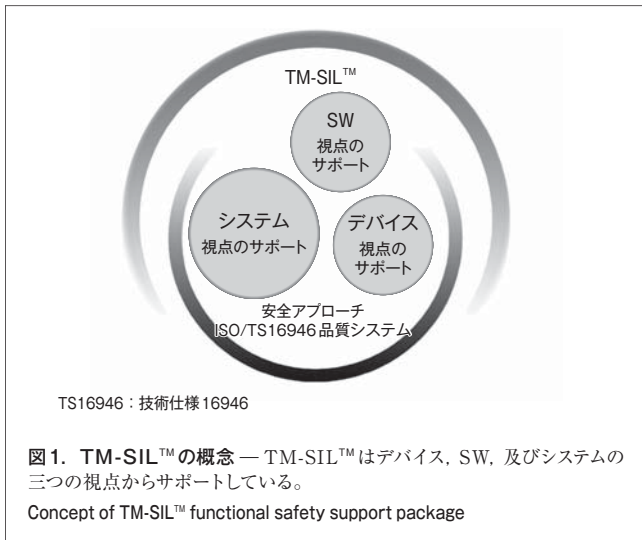 TM-SIL™
SW
視点の
サポート
システム
視点のサポート
デバイス
視点の
サポート
安全アプローチ
ISO/TS16946品質システム
TS16946：技術仕様16946
図1. TM-SIL™の概念 — TM-SIL™はデバイス，SW，及びシステムの
三つの視点からサポートしている。
Concept of TM-SIL™ functional safety support package